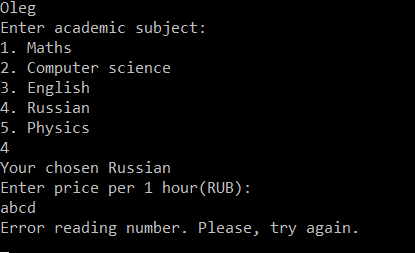 Oleg
Enter academic subject:
1. Maths
2. Computer science
3. English
4. Russian
5. Physics
4
Your chosen Russian
Enter price per 1 hour(RUB):
abcd
Error reading number. Please, try again.